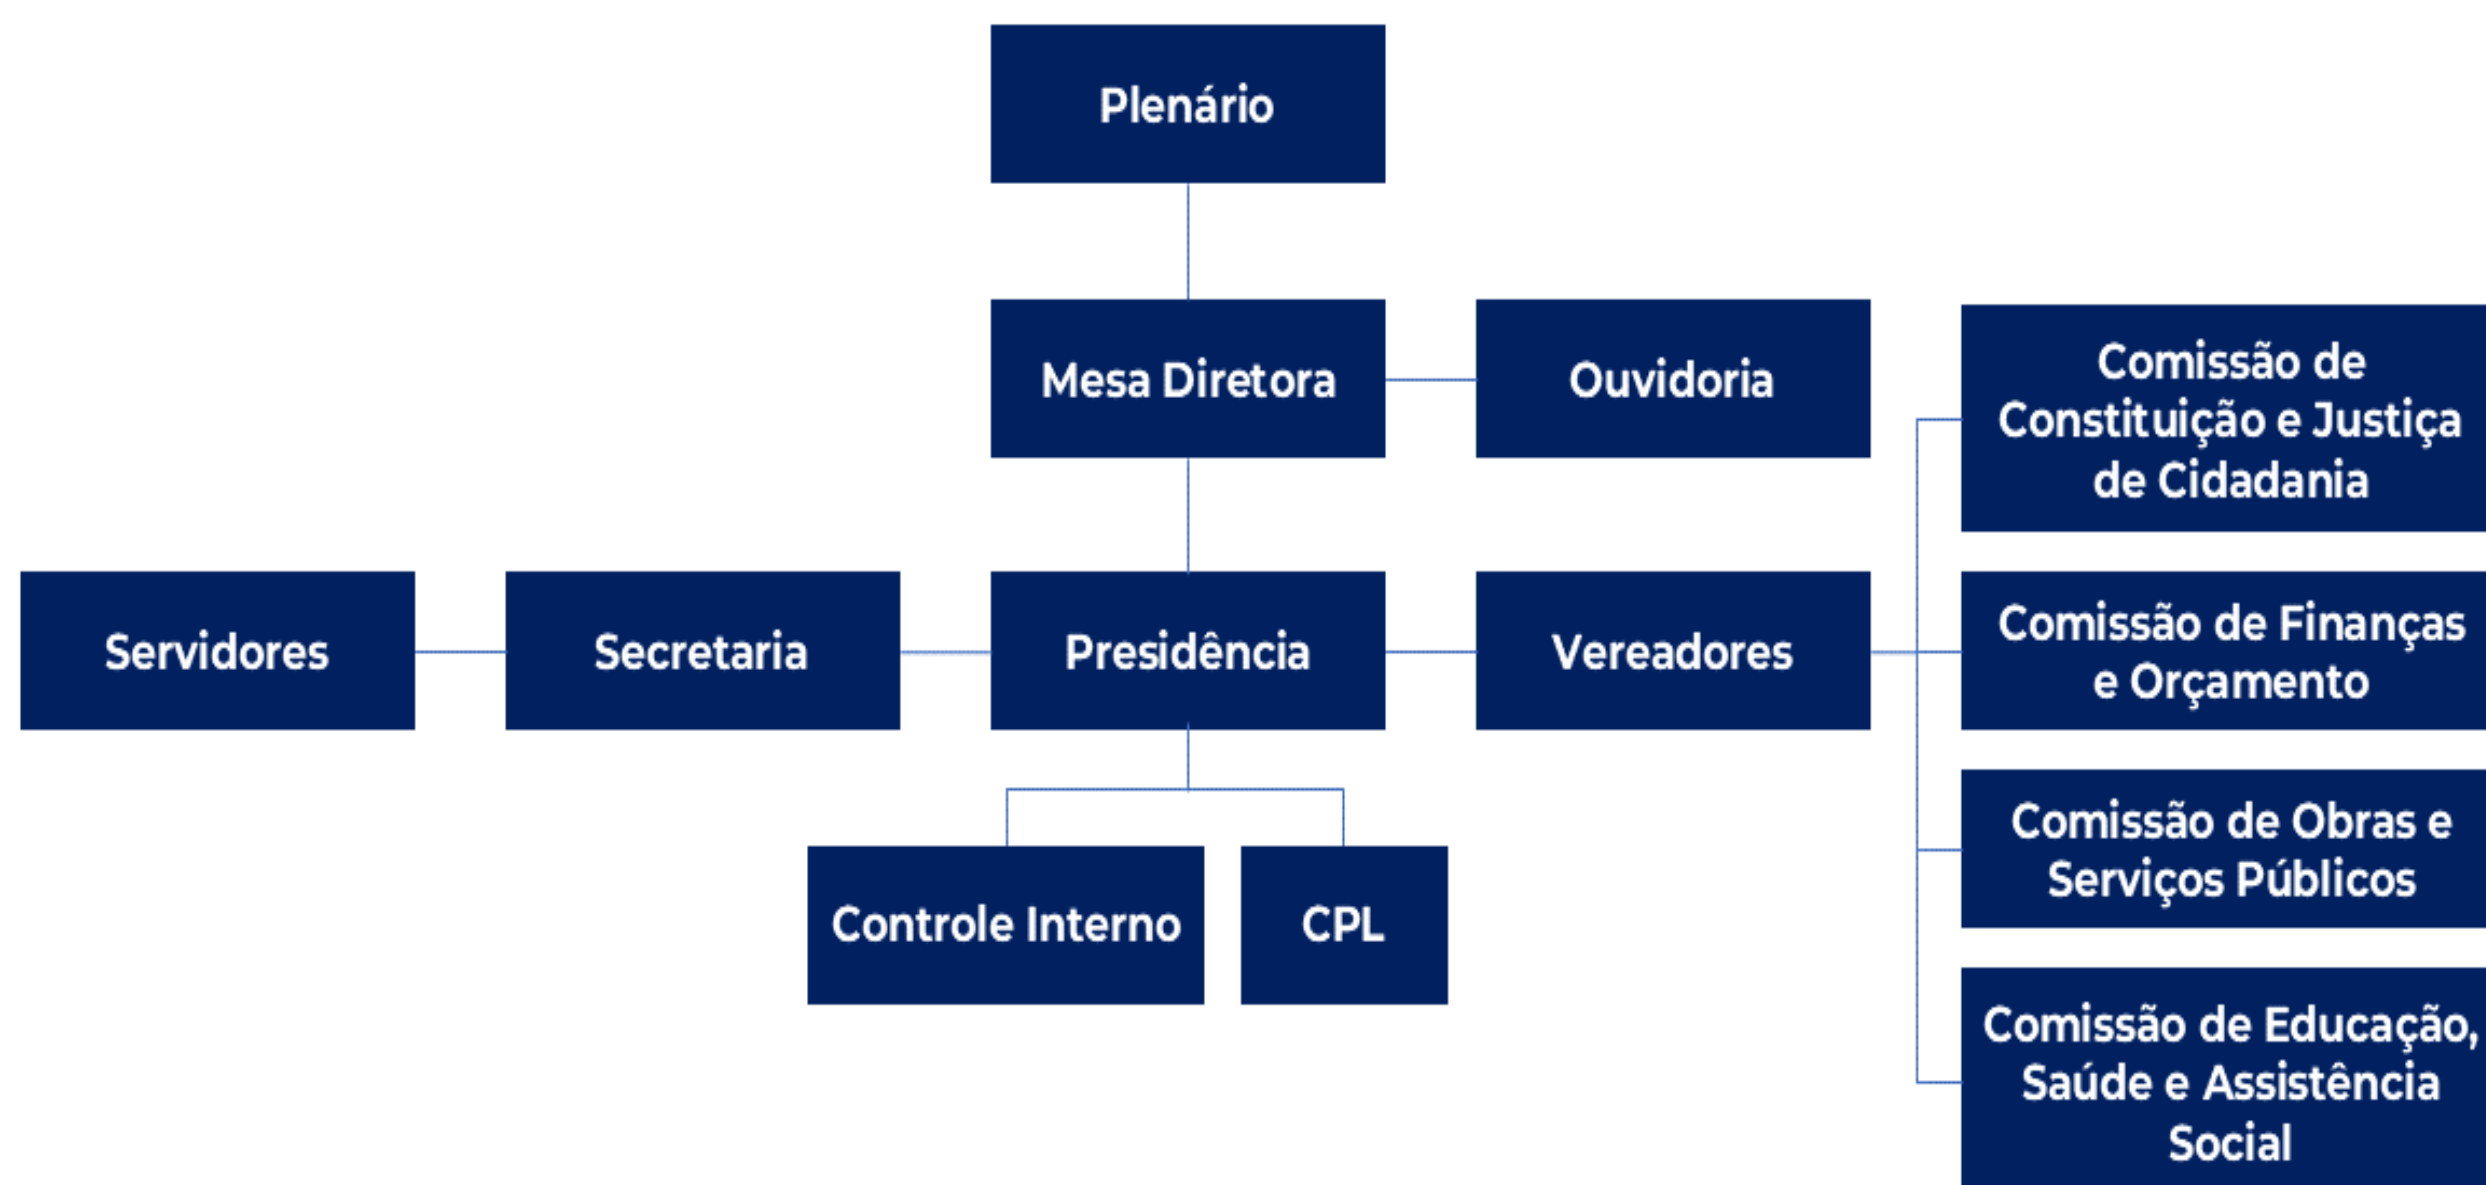 Plenário
Mesa Diretora
Ouvidoria
Comissão de
Constituição e Justiça
de Cidadania
Servidores
Secretaria
Presidência
Vereadores
Comissão de Finanças
e Orçamento
Comissão de Obras e
Serviços Públicos
Controle Interno
CPL
Comissão de Educação,
Saúde e Assistência
Social